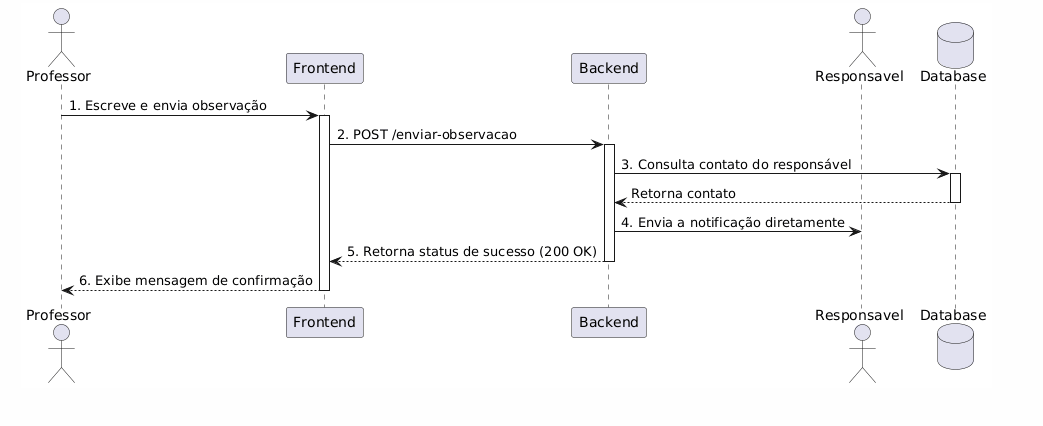 Professor
Frontend
Backend
Responsavel
Database
1. Escreve e envia observação
2. POST /enviar-observacao
3. Consulta contato do responsável
Retorna contato
4. Envia a notificação diretamente
5. Retorna status de sucesso (200 OK)
6. Exibe mensagem de confirmação
Professor
Frontend
Backend
Responsavel
Database